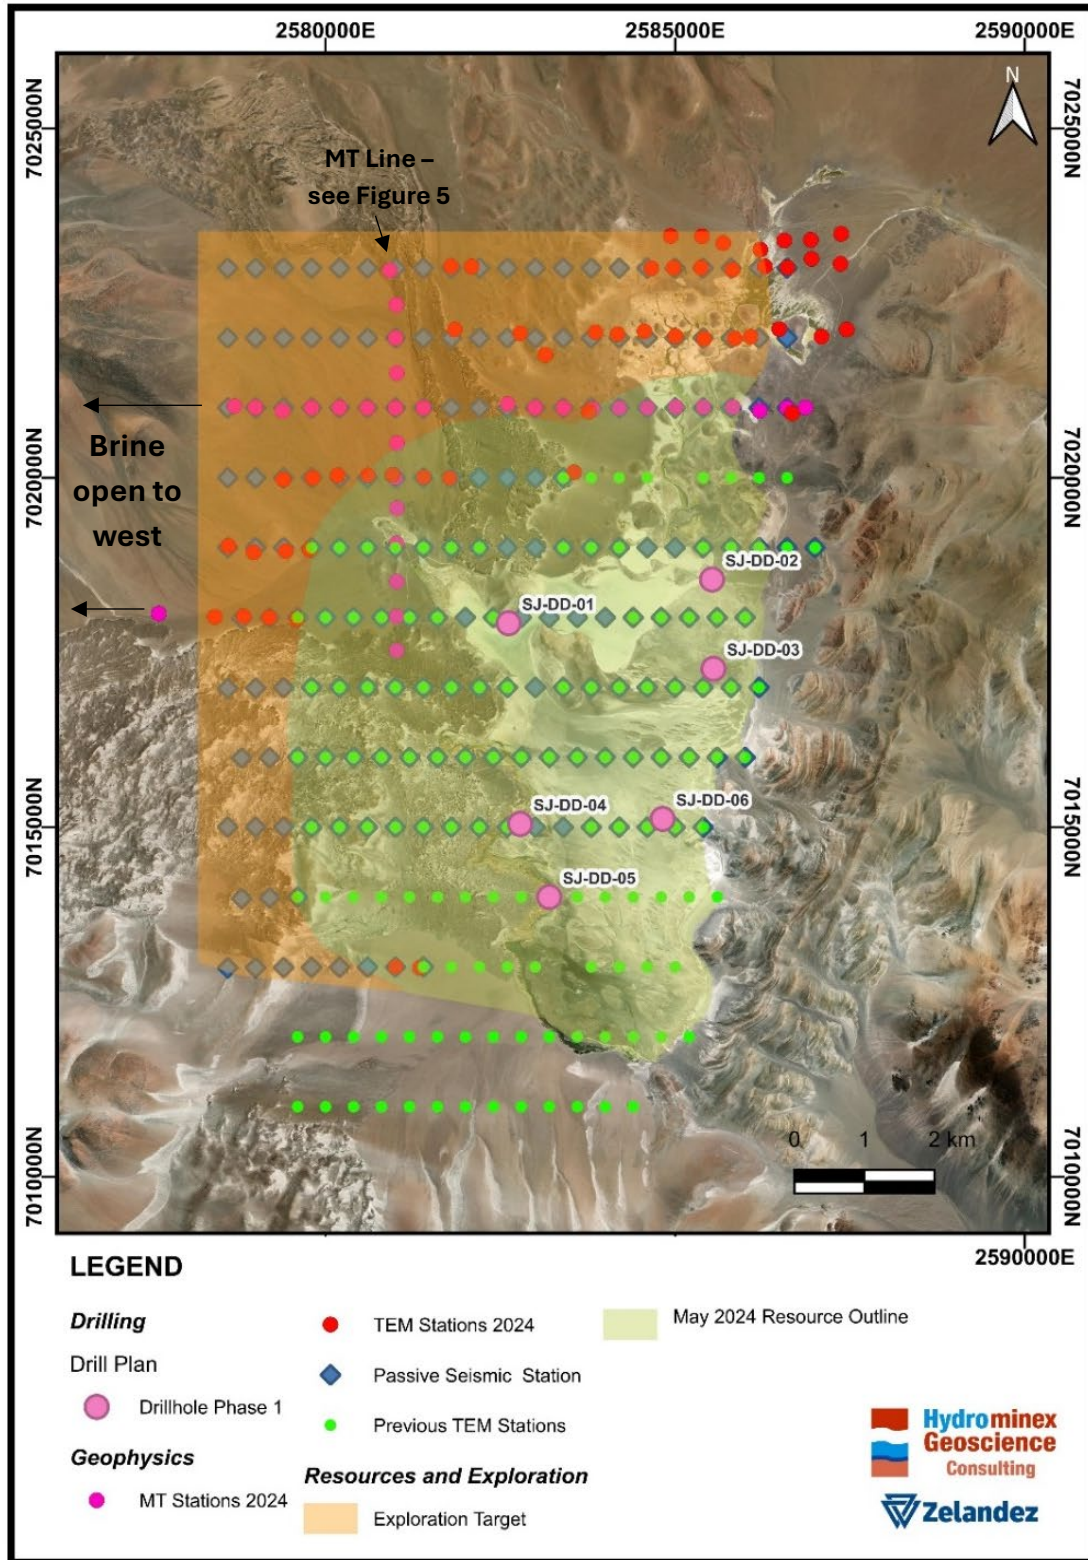 2580000E
2585000E
2590000E
7025000N
7025000N
N
MT Line –
see Figure 5
Brine
open to
west
7020000N
7020000N
SJ-DD-02
SJ-DD-01
SJ-DD-03
7015000N
7015000N
SJ-DD-04
SJ-DD-06
SJ-DD-05
0 1 2 km
7010000N
7010000N
2590000E
LEGEND
Drilling
Drill Plan
Drillhole Phase 1
Geophysics
MT Stations 2024
TEM Stations 2024
Passive Seismic Station
Previous TEM Stations
Resources and Exploration
Exploration Target
May 2024 Resource Outline
Hydrominex
Geoscience
Consulting
Zelandez